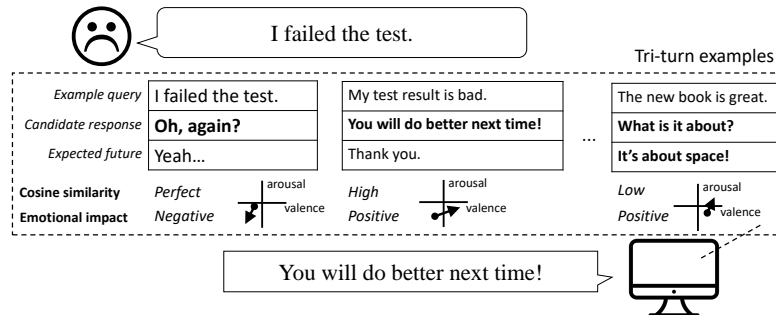 I failed the test.
Tri-turn examples
Example query I failed the test. My test result is bad. The new book is great.
Candidate response Oh, again? You will do better next time! ... What is it about?
Expected future Yeah... Thank you. It's about space!
Cosine similarity Perfect arousal High arousal Low arousal
Emotional impact Negative valence Positive valence Positive valence
You will do better next time!